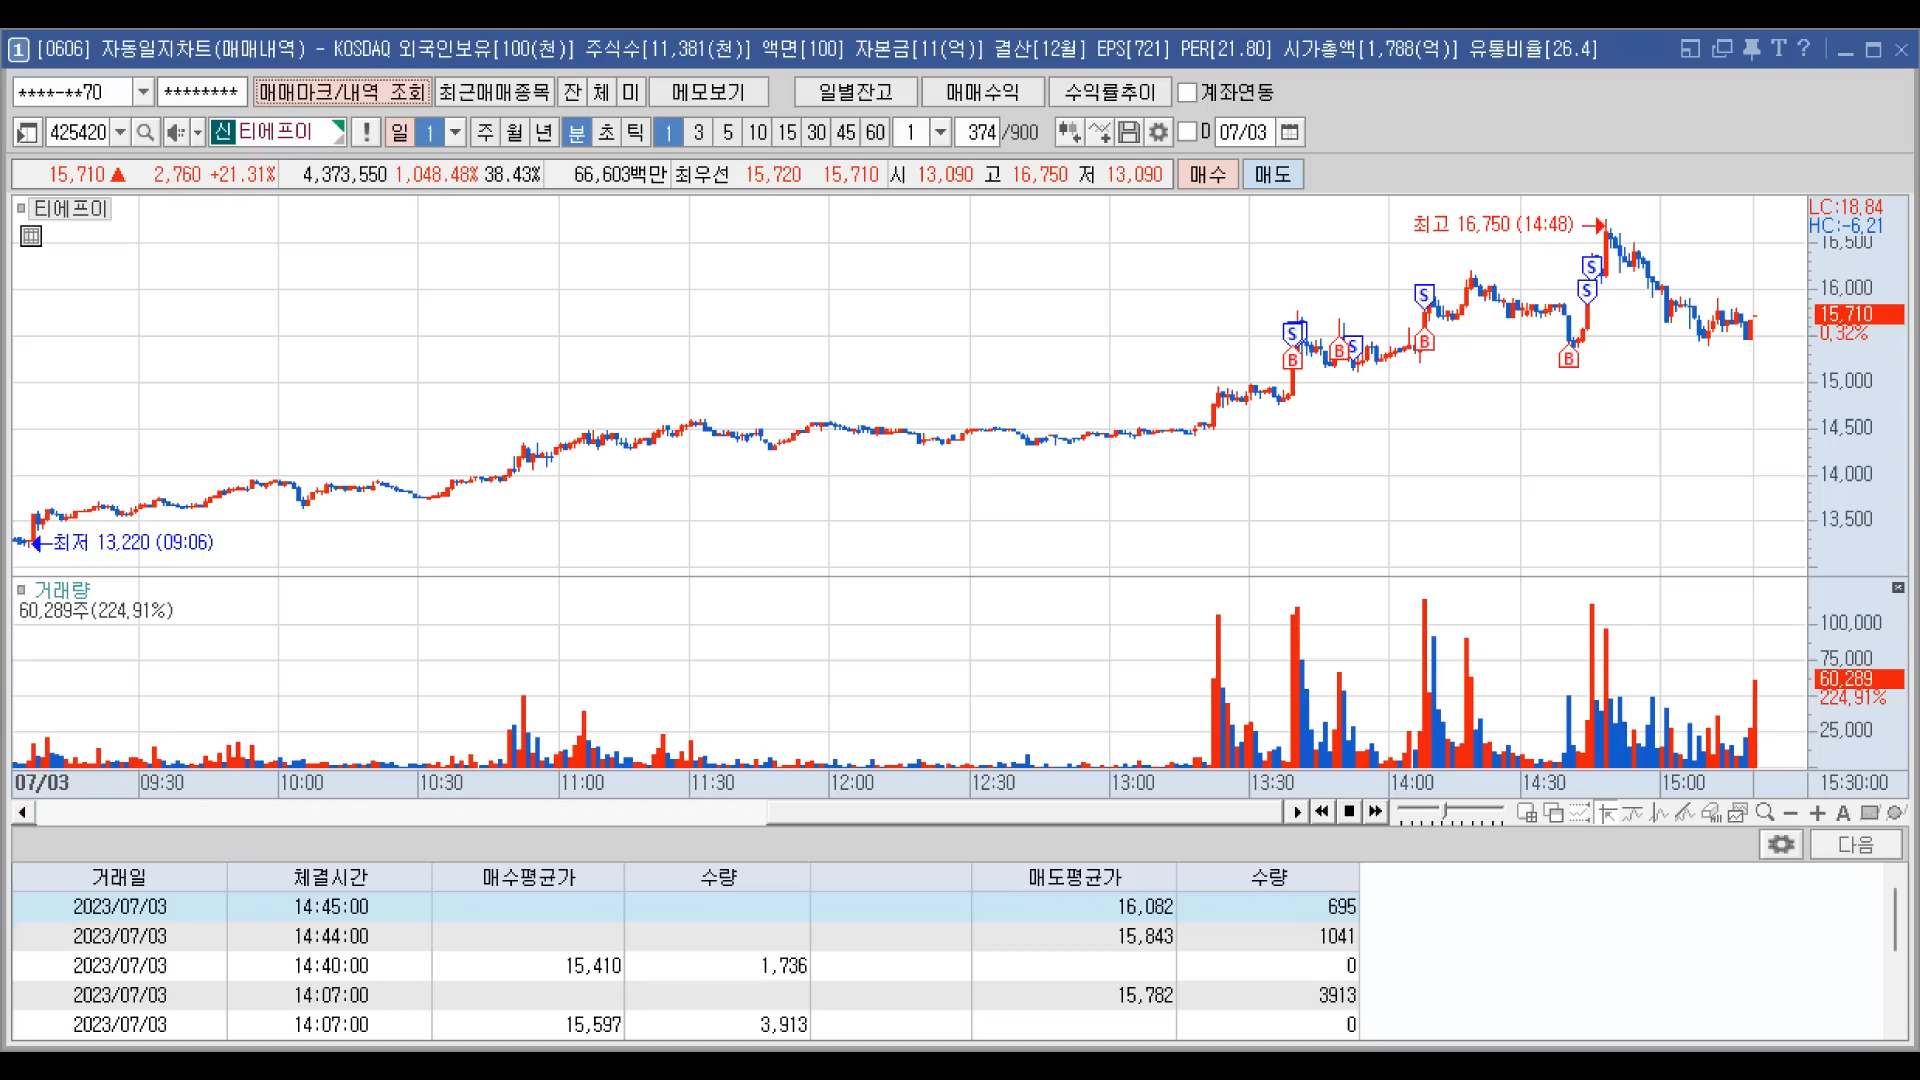 1 [0606] 자동일지차트(매매내역) - KOSDAQ 외국인보유[100(천)] 주식수[11,381(천)] 액면[100] 자본금[11(억)] 결산[12월] EPS[721] PER[21.80] 시가총액[1,788(억)] 유통비율[26.4] T ?
****-**70 ******** 매매마크/내역 조회 최근매매종목 잔 체 미 메모보기 일별잔고 매매수익 수익률추이 계좌연동
425420 신 티에프이 ! 일 1 주 월 년 분 초 틱 1 3 5 10 15 30 45 60 1 374 /900 D 07/03
15,710 ▲ 2,760 +21.31% 4,373,550 1,048.48% 38.43% 66,603백만 최우선 15,720 15,710 시 13,090 고 16,750 저 13,090 매수 매도
티에프이
LC:18.84
HC:-6.21
최고 16,750 (14:48)
16,500
S
S
16,000
S
15,710
0.32%
S
S
B
B
B
B
15,000
14,500
14,000
13,500
최저 13,220 (09:06)
거래량
60,289주(224.91%)
100,000
75,000
60,289
224.91%
25,000
07/03 09:30 10:00 10:30 11:00 11:30 12:00 12:30 13:00 13:30 14:00 14:30 15:00 15:30:00
A
다음
거래일 체결시간 매수평균가 수량 매도평균가 수량
2023/07/03 14:45:00 16,082 695
2023/07/03 14:44:00 15,843 1041
2023/07/03 14:40:00 15,410 1,736 0
2023/07/03 14:07:00 15,782 3913
2023/07/03 14:07:00 15,597 3,913 0